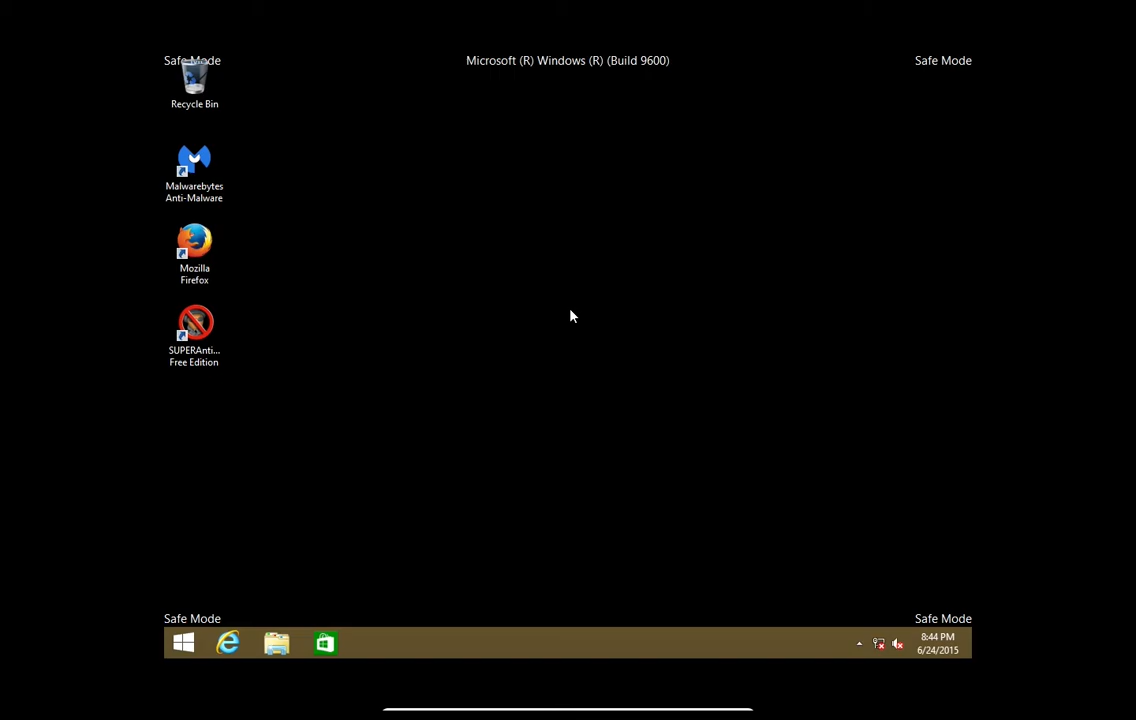 Safe Mode
Microsoft (R) Windows (R) (Build 9600)
Safe Mode
Recycle Bin
Malwarebytes
Anti-Malware
Mozilla
Firefox
SUPERAnti...
Free Edition
Safe Mode
Safe Mode
8:44 PM
6/24/2015